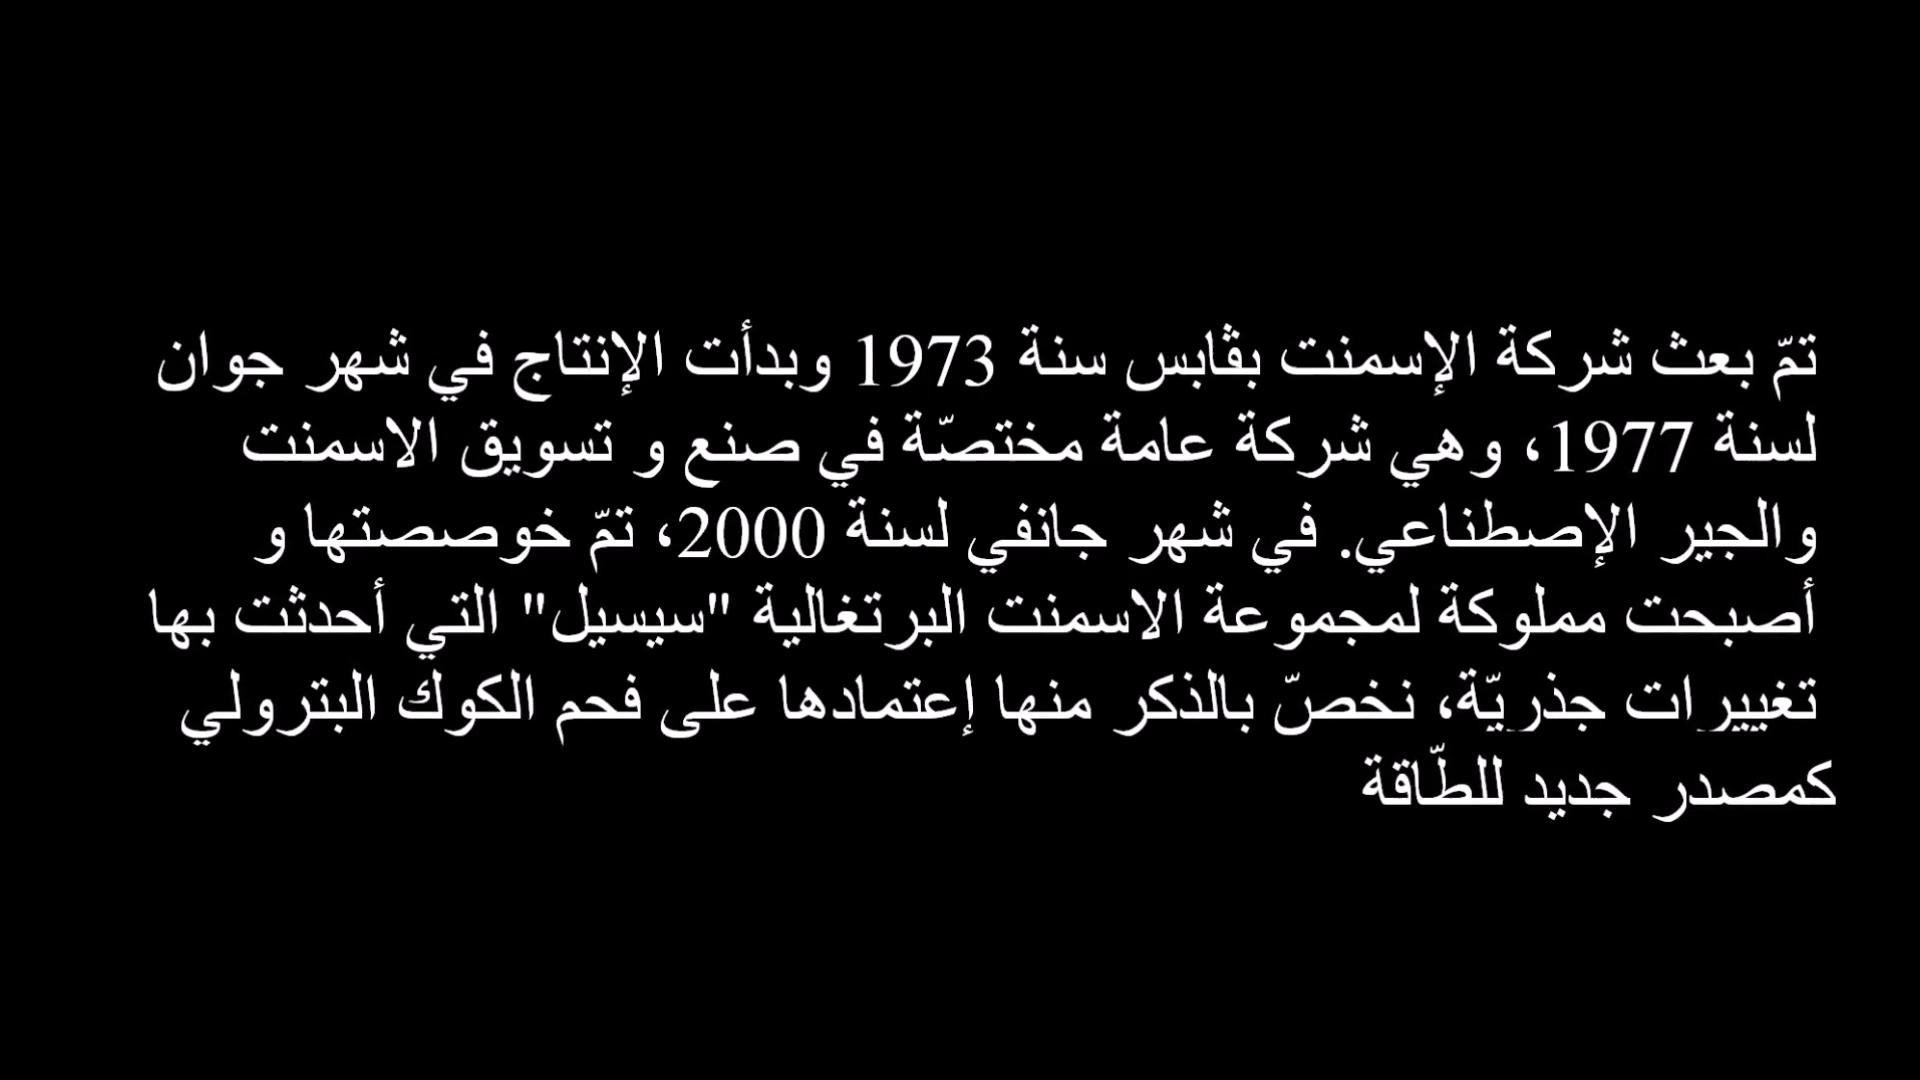 تمّ بعث شركة الإسمنت بڨابس سنة 1973 وبدأت الإنتاج في شهر جوان
لسنة 1977، وهي شركة عامة مختصّة في صنع و تسويق الاسمنت
والجير الإصطناعي. في شهر جانفي لسنة 2000، تمّ خوصصتها و
أصبحت مملوكة لمجموعة الاسمنت البرتغالية "سيسيل" التي أحدثت بها
تغييرات جذريّة، نخصّ بالذكر منها إعتمادها على فحم الكوك البترولي
كمصدر جديد للطّاقة